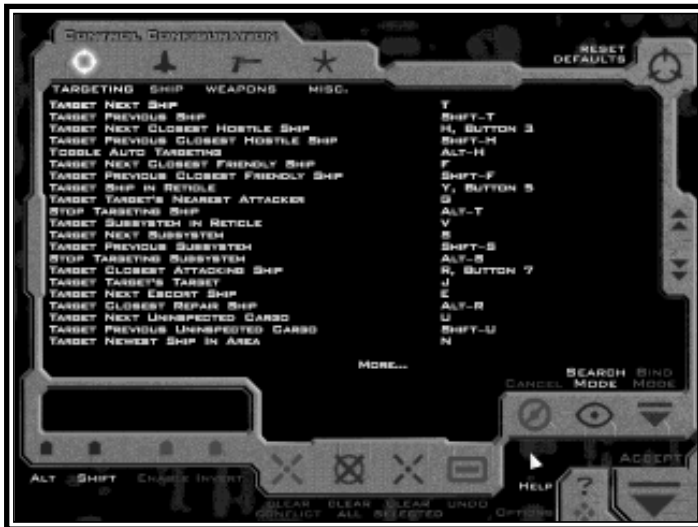 Control Configuration
Reset Defaults
Targeting Ship Weapons Misc.
Target Next Ship T
Target Previous Ship Shift-T
Target Next Closest Hostile Ship H, Button 3
Target Previous Closest Hostile Ship Shift-H
Toggle Auto Targeting Alt-H
Target Next Closest Friendly Ship F
Target Previous Closest Friendly Ship Shift-F
Target Ship in Reticle Y, Button 5
Target Target's Nearest Attacker G
Stop Targeting Ship Alt-T
Target Subsystem in Reticle V
Target Next Subsystem S
Target Previous Subsystem Shift-S
Stop Targeting Subsystem Alt-S
Target Closest Attacking Ship R, Button 7
Target Target's Target J
Target Next Escort Ship E
Target Closest Repair Ship Alt-R
Target Next Uninspected Cargo U
Target Previous Uninspected Cargo Shift-U
Target Newest Ship in Area N
More...
Cancel Search Mode Bind Mode
Alt Shift Enable Invert
Clear Conflict Clear All Clear Selected Undo
Help ?
Options
Accept